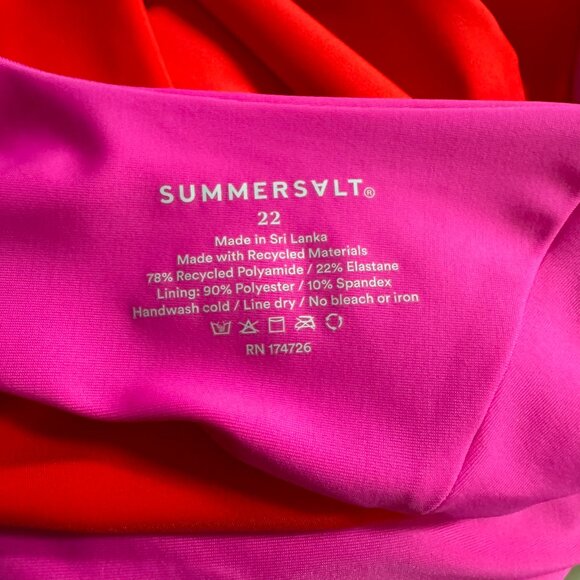 SUMMERSALT®
22
Made in Sri Lanka
Made with Recycled Materials
78% Recycled Polyamide / 22% Elastane
Lining: 90% Polyester / 10% Spandex
Handwash cold / Line dry / No bleach or iron
RN 174726